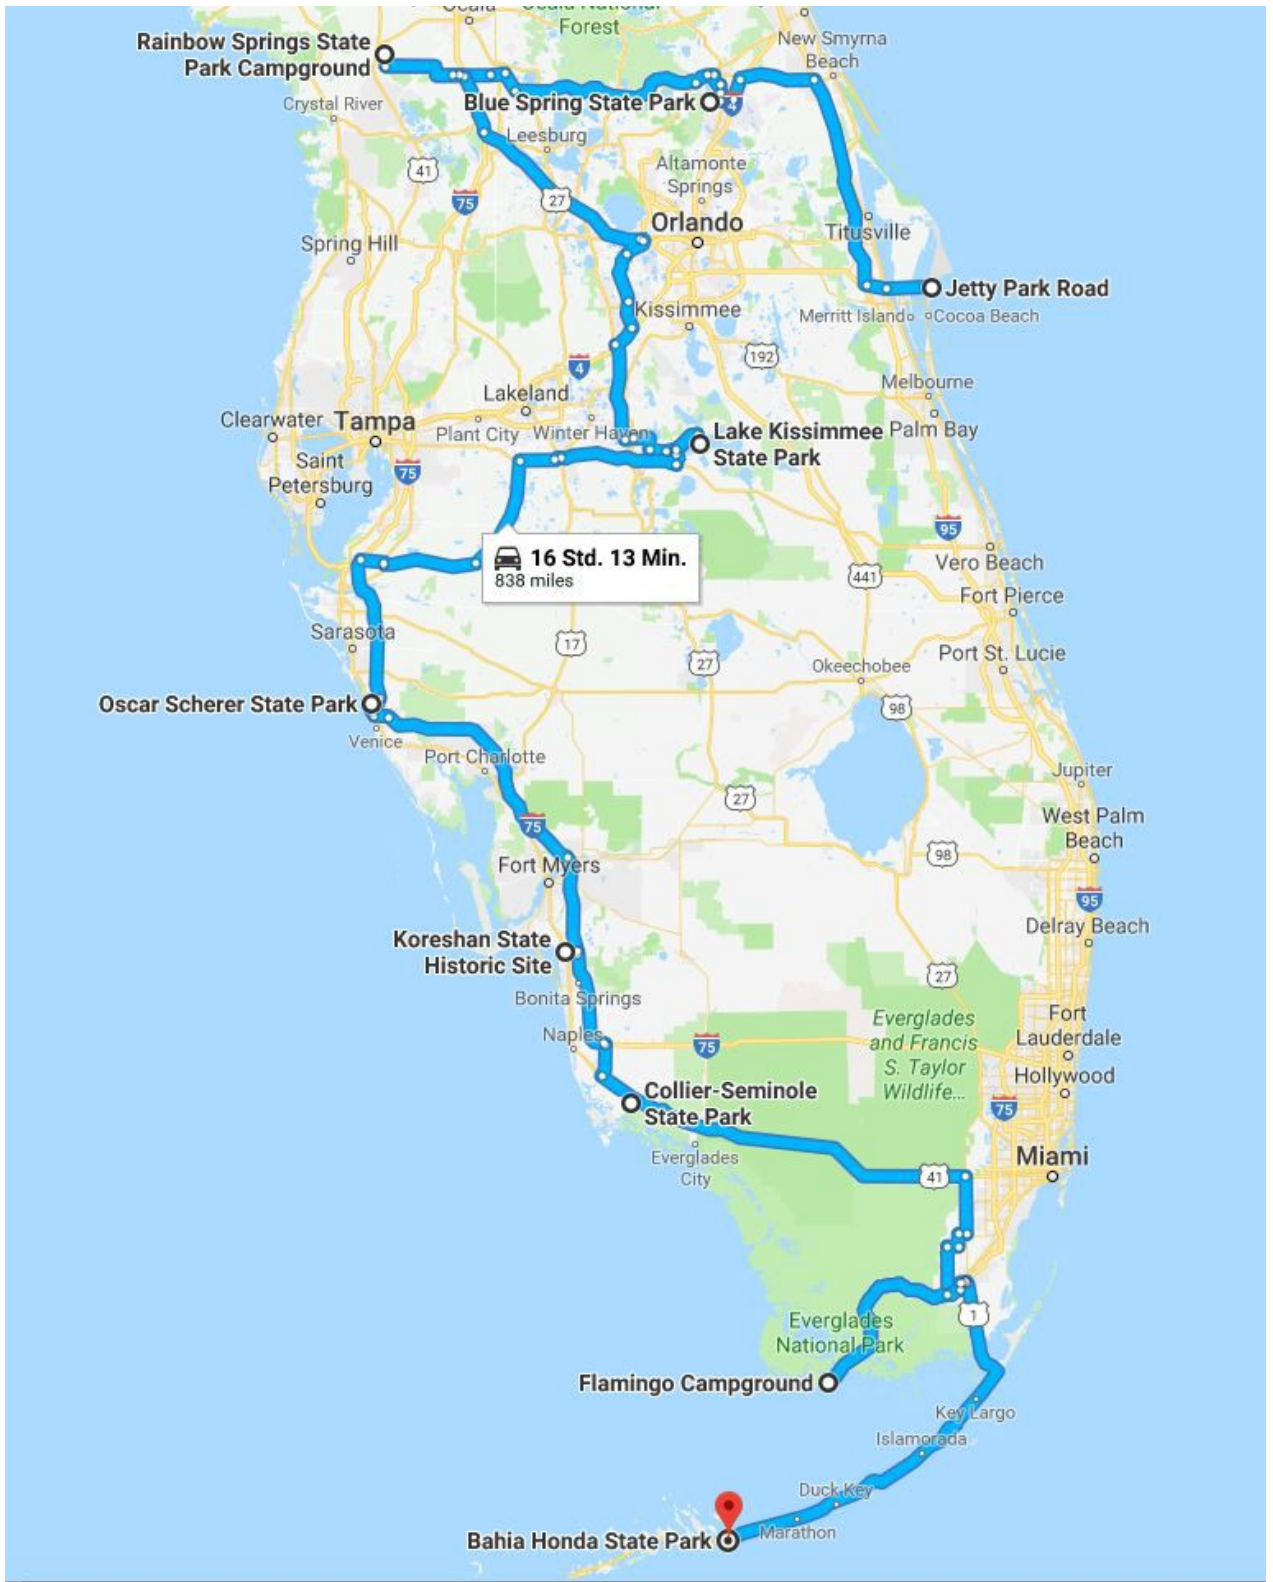 Ocala
Ocala National
Forest
Rainbow Springs State
Park Campground
New Smyrna
Beach
Crystal River
Blue Spring State Park
4
Leesburg
41
Altamonte
Springs
75
27
Orlando
Titusville
Spring Hill
Jetty Park Road
Kissimmee
Merritt Island
Cocoa Beach
192
4
Melbourne
Lakeland
Clearwater
Tampa
Plant City
Winter Haven
Lake Kissimmee
State Park
Palm Bay
Saint
Petersburg
75
95
16 Std. 13 Min.
838 miles
Vero Beach
441
Fort Pierce
Sarasota
17
27
Okeechobee
Port St. Lucie
Oscar Scherer State Park
98
Venice
Port Charlotte
Jupiter
27
75
West Palm
Beach
98
Fort Myers
95
Delray Beach
Koreshan State
Historic Site
27
Bonita Springs
Everglades
and Francis
S. Taylor
Wildlife...
Fort
Lauderdale
Naples
75
Hollywood
Collier-Seminole
State Park
75
Everglades
City
Miami
41
1
Everglades
National Park
Flamingo Campground
Key Largo
Islamorada
Duck Key
Marathon
Bahia Honda State Park